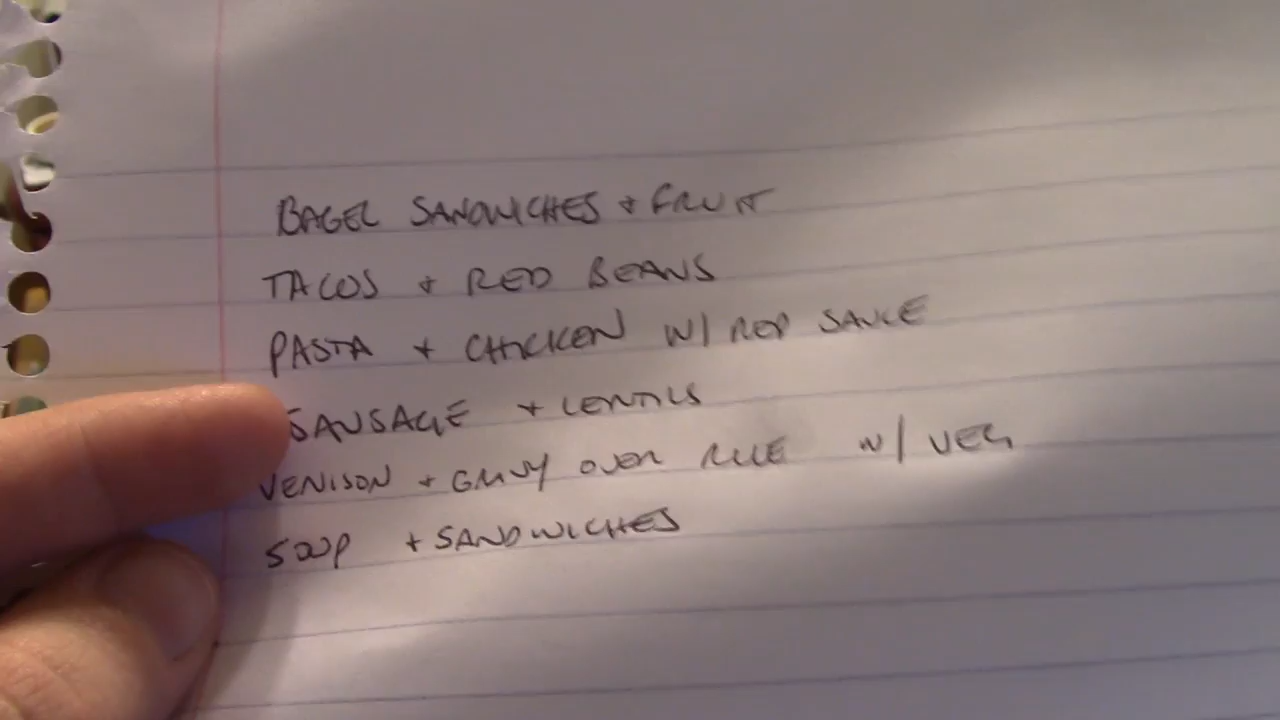 BAGEL SANDWICHES + FRUIT
TACOS + RED BEANS
PASTA + CHICKEN W/ RED SAUCE
SAUSAGE + LENTILS
VENISON + GRAVY OVER RICE W/ VEG
SOUP + SANDWICHES